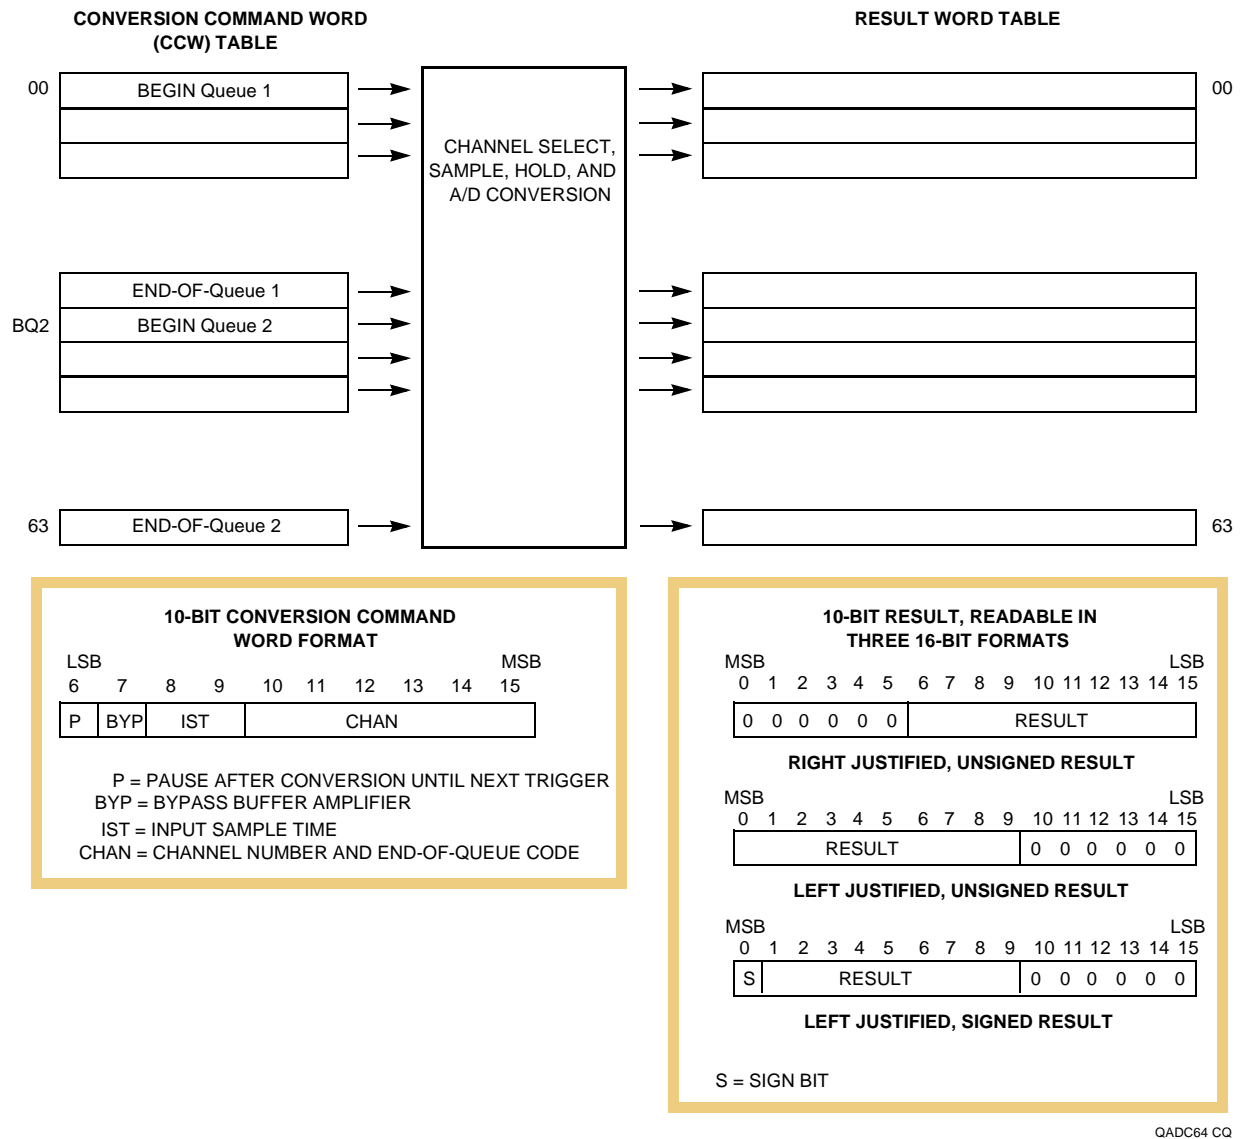 CONVERSION COMMAND WORD
(CCW) TABLE
RESULT WORD TABLE
00 BEGIN Queue 1 00
CHANNEL SELECT,
SAMPLE, HOLD, AND
A/D CONVERSION
END-OF-Queue 1
BQ2 BEGIN Queue 2
63 END-OF-Queue 2 63
10-BIT CONVERSION COMMAND
WORD FORMAT
LSB MSB
6 7 8 9 10 11 12 13 14 15
P BYP IST CHAN
P = PAUSE AFTER CONVERSION UNTIL NEXT TRIGGER
BYP = BYPASS BUFFER AMPLIFIER
IST = INPUT SAMPLE TIME
CHAN = CHANNEL NUMBER AND END-OF-QUEUE CODE
10-BIT RESULT, READABLE IN
THREE 16-BIT FORMATS
MSB LSB
0 1 2 3 4 5 6 7 8 9 10 11 12 13 14 15
0 0 0 0 0 0 RESULT
RIGHT JUSTIFIED, UNSIGNED RESULT
MSB LSB
0 1 2 3 4 5 6 7 8 9 10 11 12 13 14 15
RESULT 0 0 0 0 0 0
LEFT JUSTIFIED, UNSIGNED RESULT
MSB LSB
0 1 2 3 4 5 6 7 8 9 10 11 12 13 14 15
S RESULT 0 0 0 0 0 0
LEFT JUSTIFIED, SIGNED RESULT
S = SIGN BIT
QADC64 CQ